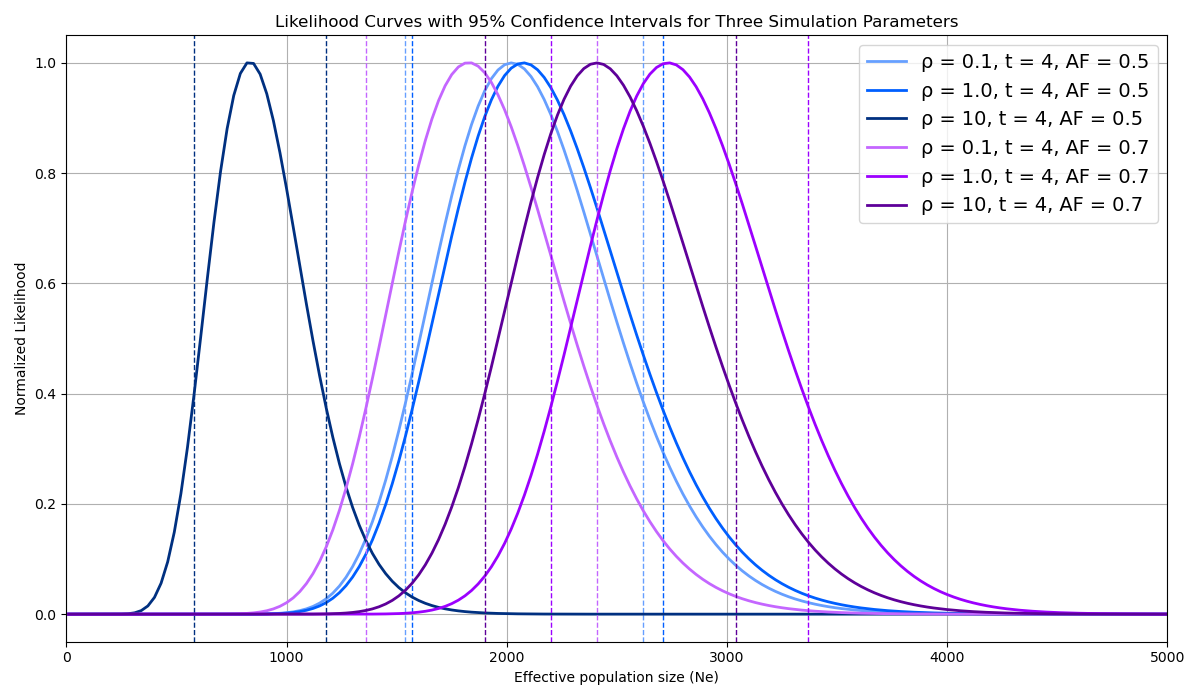 Likelihood Curves with 95% Confidence Intervals for Three Simulation Parameters
ρ = 0.1, t = 4, AF = 0.5
ρ = 1.0, t = 4, AF = 0.5
ρ = 10, t = 4, AF = 0.5
ρ = 0.1, t = 4, AF = 0.7
ρ = 1.0, t = 4, AF = 0.7
ρ = 10, t = 4, AF = 0.7
Normalized Likelihood
1.0
0.8
0.6
0.4
0.2
0.0
0 1000 2000 3000 4000 5000
Effective population size (Ne)